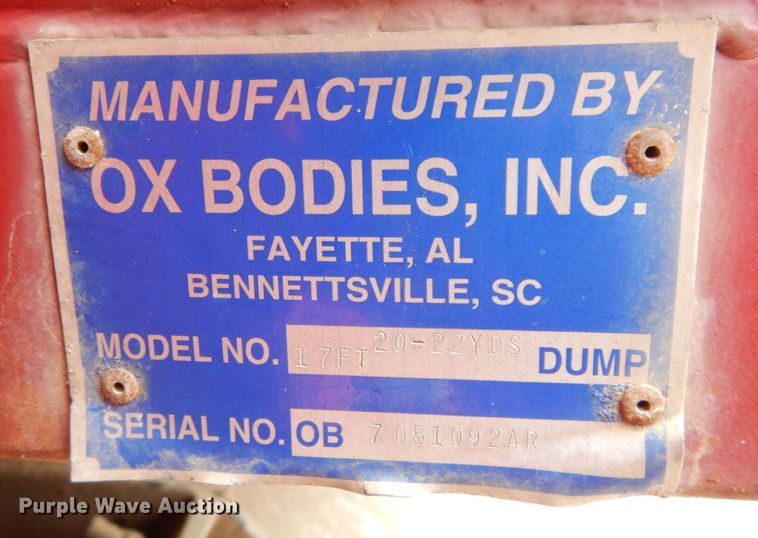 MANUFACTURED BY
OX BODIES, INC.
FAYETTE, AL
BENNETTSVILLE, SC
MODEL NO. 17FT 20-22YDS DUMP
SERIAL NO. OB 7051092AR
Purple Wave Auction